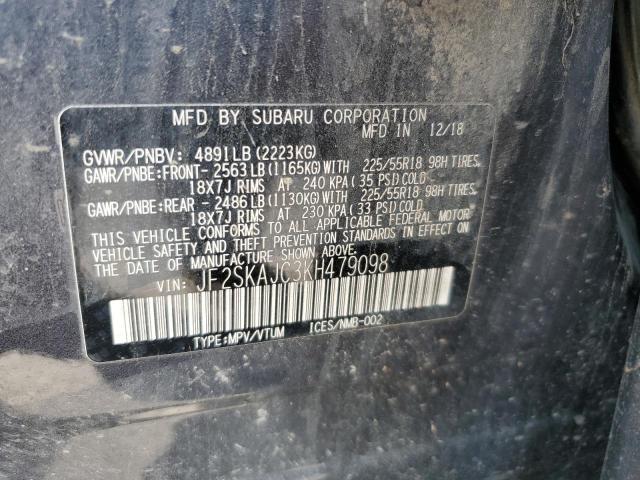 MFD BY SUBARU CORPORATION
MFD IN 12/18
GVWR/PNBV: 4891LB(2223KG)
GAWR/PNBE:FRONT- 2563LB(1165KG)WITH 225/55R18 98H TIRES,
18X7J RIMS AT 240 KPA(35 PSI)COLD
GAWR/PNBE:REAR - 2486LB(1130KG)WITH 225/55R18 98H TIRES,
18X7J RIMS AT 230 KPA(33 PSI)COLD
THIS VEHICLE CONFORMS TO ALL APPLICABLE FEDERAL MOTOR
VEHICLE SAFETY AND THEFT PREVENTION STANDARDS IN EFFECT ON
THE DATE OF MANUFACTURE SHOWN ABOVE.
VIN: JF2SKAJC3KH479098
TYPE:MPV/VTUM ICES/NMB-002